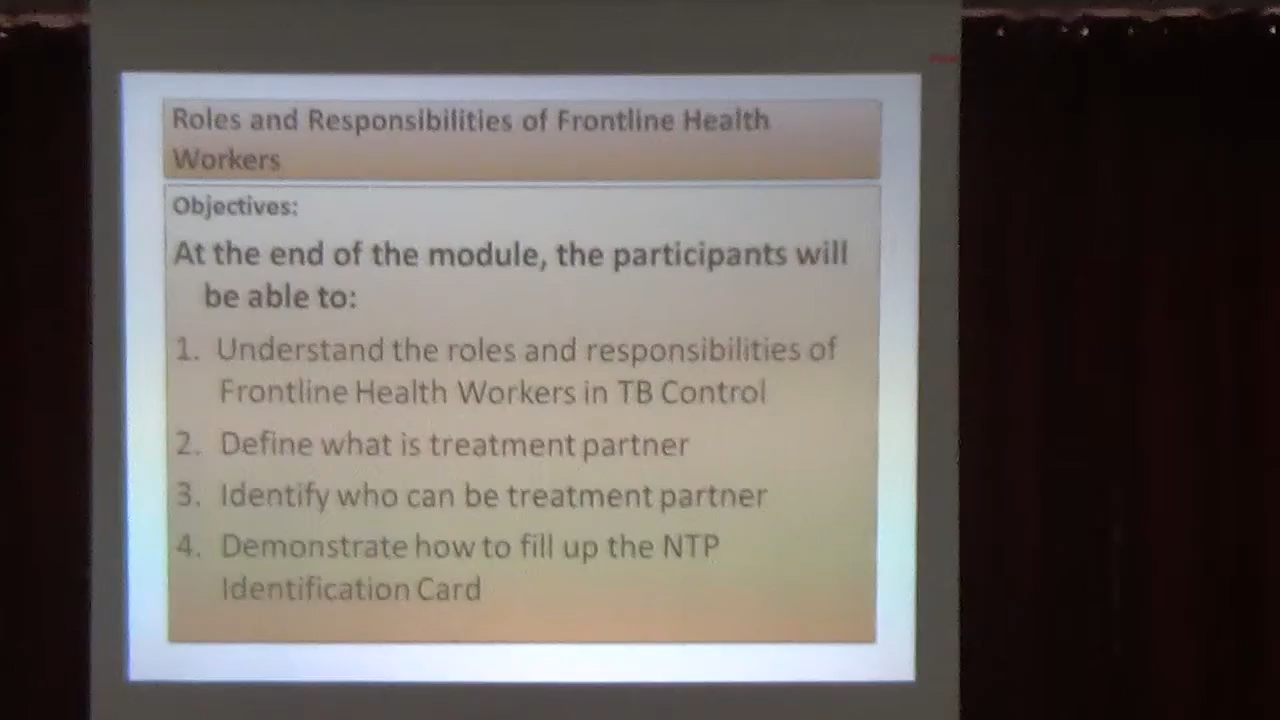 Roles and Responsibilities of Frontline Health
Workers
Objectives:
At the end of the module, the participants will
be able to:
1. Understand the roles and responsibilities of
Frontline Health Workers in TB Control
2. Define what is treatment partner
3. Identify who can be treatment partner
4. Demonstrate how to fill up the NTP
Identification Card